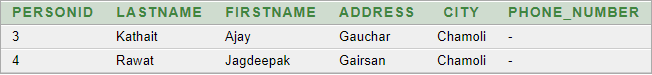 PERSONID LASTNAME FIRSTNAME ADDRESS CITY PHONE_NUMBER
3 Kathait Ajay Gauchar Chamoli -
4 Rawat Jagdeepak Gairsan Chamoli -